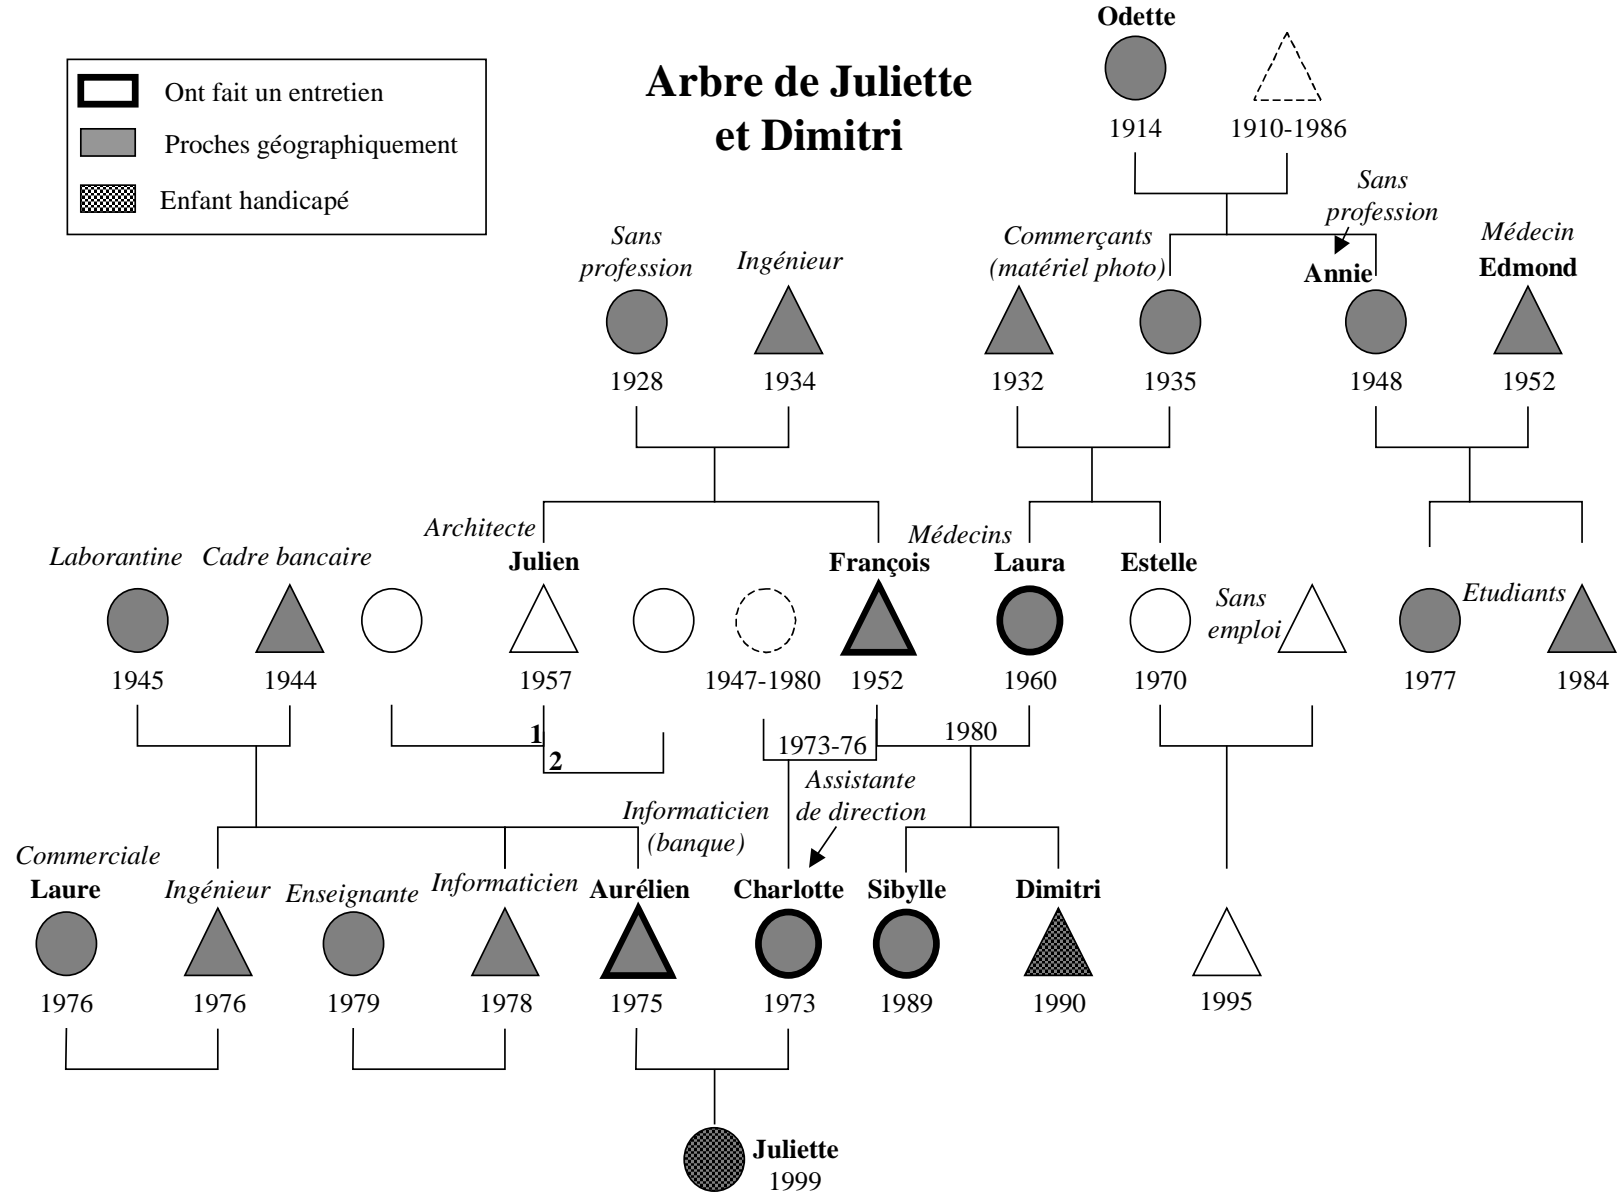 Odette
Arbre de Juliette
et Dimitri
Ont fait un entretien
Proches géographiquement
Enfant handicapé
1914
1910-1986
Sans
profession
Sans
profession
Ingénieur
Commerçants
(matériel photo)
Médecin
Annie
Edmond
1928
1934
1932
1935
1948
1952
Architecte
Médecins
Laborantine
Cadre bancaire
Julien
François
Laura
Estelle
Sans
emploi
Etudiants
1945
1944
1957
1947-1980
1952
1960
1970
1977
1984
1
2
1973-76
1980
Assistante
de direction
Informaticien
(banque)
Commerciale
Laure
Ingénieur
Enseignante
Informaticien
Aurélien
Charlotte
Sibylle
Dimitri
1976
1976
1979
1978
1975
1973
1989
1990
1995
Juliette
1999